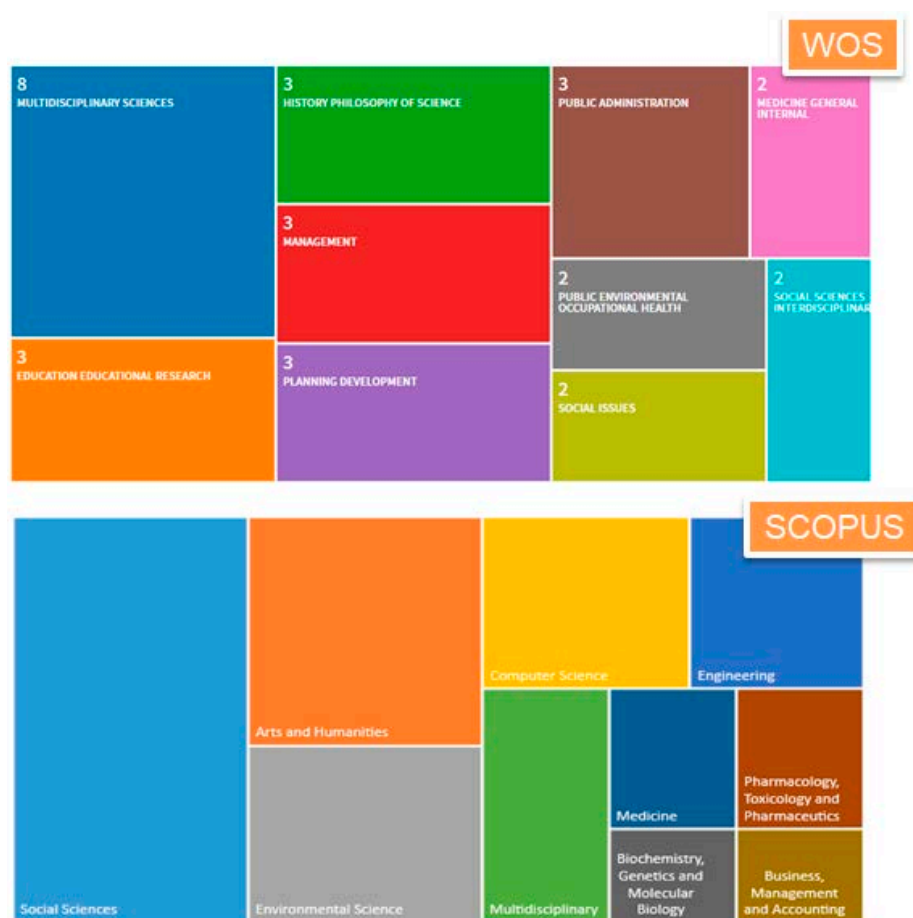 WOS
8
MULTIDISCIPLINARY SCIENCES
3
EDUCATION EDUCATIONAL RESEARCH
3
HISTORY PHILOSOPHY OF SCIENCE
3
MANAGEMENT
3
PLANNING DEVELOPMENT
3
PUBLIC ADMINISTRATION
2
MEDICINE GENERAL
INTERNAL
2
PUBLIC ENVIRONMENTAL
OCCUPATIONAL HEALTH
2
SOCIAL ISSUES
2
SOCIAL SCIENCES
INTERDISCIPLINAR
SCOPUS
Social Sciences
Arts and Humanities
Environmental Science
Computer Science
Engineering
Multidisciplinary
Medicine
Pharmacology,
Toxicology and
Pharmaceutics
Biochemistry,
Genetics and
Molecular
Biology
Business,
Management
and Accounting